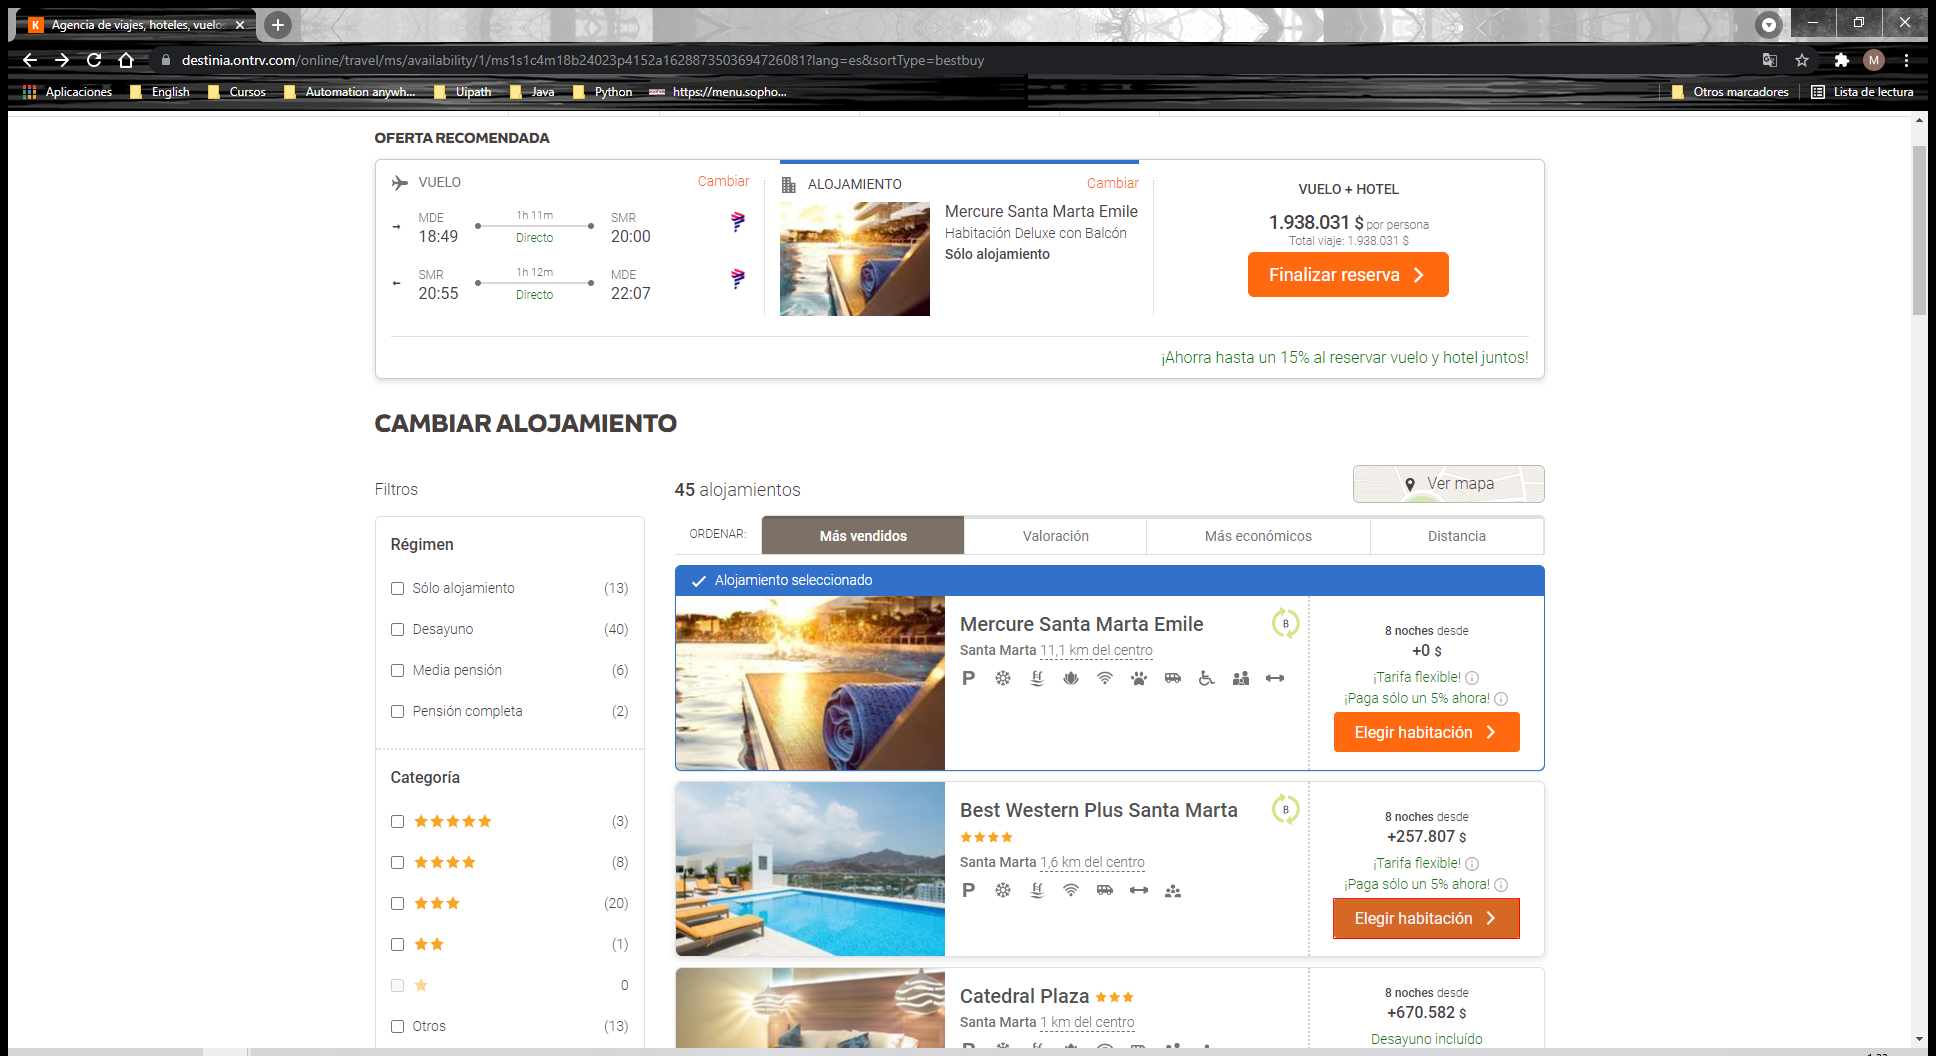 Agencia de viajes, hoteles, vuelos
destinia.ontrv.com/online/travel/ms/availability/1/ms1s1c4m18b24023p4152a1628873503694726081?lang=es&sortType=bestbuy
M
Aplicaciones English Cursos Automation anywh... Uipath Java Python https://menu.sopho... Otros marcadores Lista de lectura
OFERTA RECOMENDADA
VUELO Cambiar
MDE 1h 11m SMR
18:49 Directo 20:00
SMR 1h 12m MDE
20:55 Directo 22:07
ALOJAMIENTO Cambiar
Mercure Santa Marta Emile
Habitación Deluxe con Balcón
Sólo alojamiento
VUELO + HOTEL
1.938.031 $ por persona
Total viaje: 1.938.031 $
Finalizar reserva
¡Ahorra hasta un 15% al reservar vuelo y hotel juntos!
CAMBIAR ALOJAMIENTO
Filtros
Régimen
Sólo alojamiento (13)
Desayuno (40)
Media pensión (6)
Pensión completa (2)
Categoría
(3)
(8)
(20)
(1)
0
Otros (13)
45 alojamientos
Ver mapa
ORDENAR: Más vendidos Valoración Más económicos Distancia
Alojamiento seleccionado
Mercure Santa Marta Emile B
Santa Marta 11,1 km del centro
P
8 noches desde
+0 $
¡Tarifa flexible!
¡Paga sólo un 5% ahora!
Elegir habitación
Best Western Plus Santa Marta B
Santa Marta 1,6 km del centro
P
8 noches desde
+257.807 $
¡Tarifa flexible!
¡Paga sólo un 5% ahora!
Elegir habitación
Catedral Plaza
Santa Marta 1 km del centro
8 noches desde
+670.582 $
Desayuno incluído